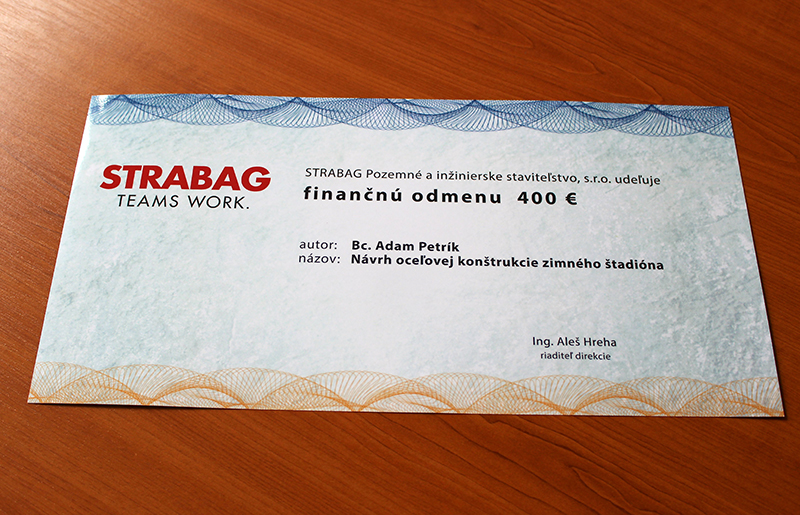 STRABAG
TEAMS WORK.
STRABAG Pozemné a inžinierske staviteľstvo, s.r.o. udeľuje
finančnú odmenu 400 €
autor: Bc. Adam Petrík
názov: Návrh oceľovej konštrukcie zimného štadióna
Ing. Aleš Hreha
riaditeľ direkcie